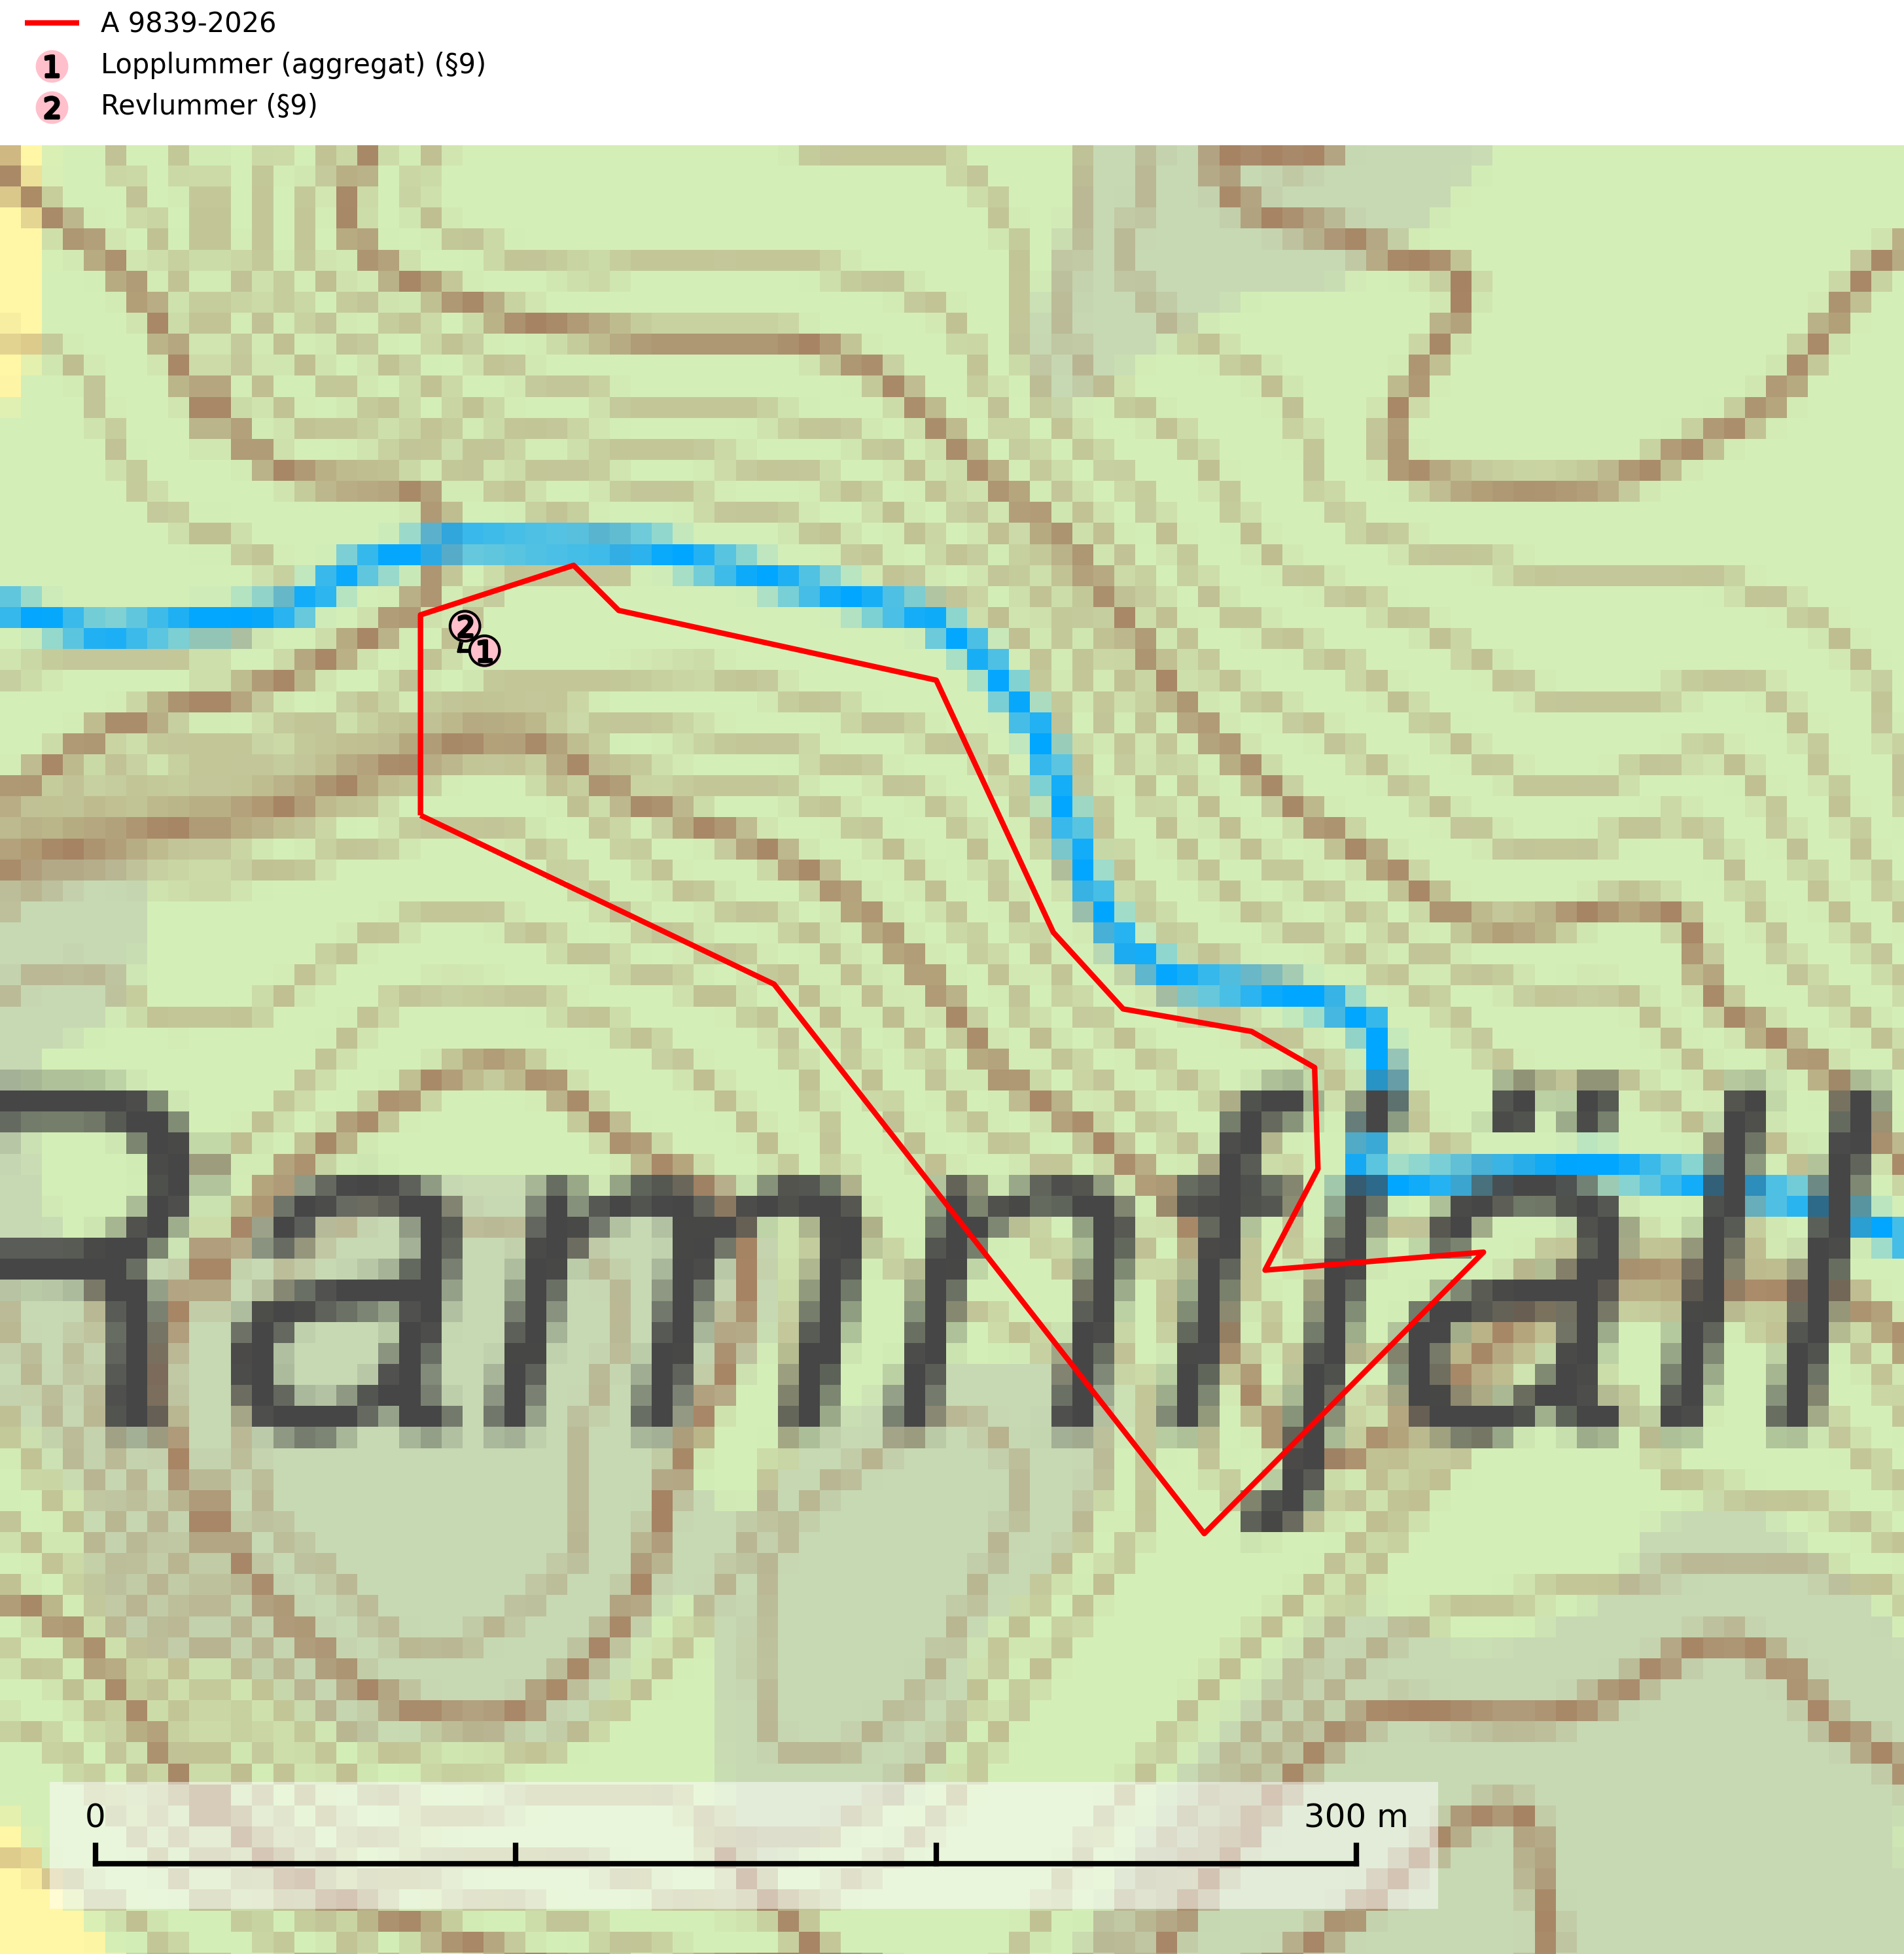 A 9839-2026
1 Lopplummer (aggregat) (§9)
2 Revlummer (§9)
2
1
Ramnfjäll
0 300 m